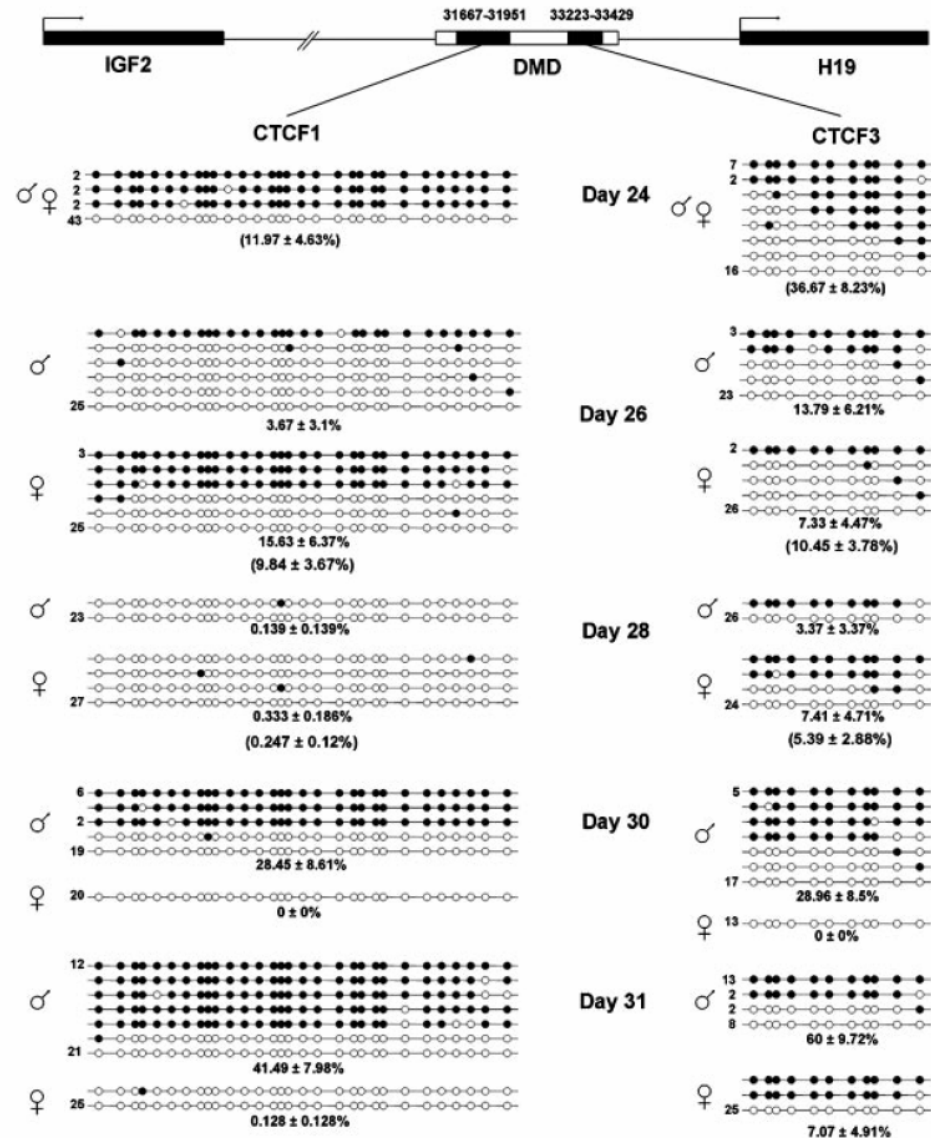 31667-31951 33223-33429
IGF2 DMD H19
CTCF1 CTCF3
Day 24
♂♀
2
2
2
43
(11.97 ± 4.63%)
♂♀
7
2
16
(36.67 ± 8.23%)
Day 26
♂
26
3.67 ± 3.1%
♀
3
25
15.63 ± 6.37%
(9.84 ± 3.67%)
♂
3
23
13.79 ± 6.21%
♀
2
26
7.33 ± 4.47%
(10.45 ± 3.78%)
Day 28
♂
23
0.139 ± 0.139%
♀
27
0.333 ± 0.186%
(0.247 ± 0.12%)
♂
26
3.37 ± 3.37%
♀
24
7.41 ± 4.71%
(5.39 ± 2.88%)
Day 30
♂
6
2
19
28.45 ± 8.61%
♀
20
0 ± 0%
♂
5
17
28.96 ± 8.5%
♀
13
0 ± 0%
Day 31
♂
12
21
41.49 ± 7.98%
♀
26
0.128 ± 0.128%
♂
13
2
2
8
60 ± 9.72%
♀
25
7.07 ± 4.91%